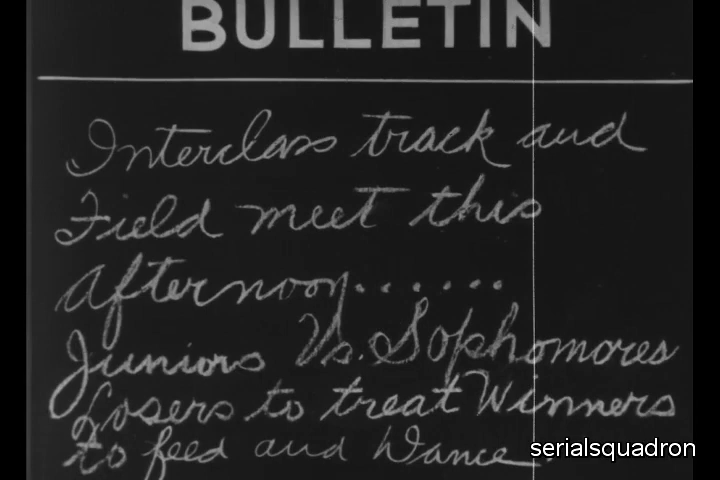 BULLETIN
Interclass track and
Field meet this
Afternoon.......
Juniors Vs. Sophomores
Losers to treat Winners
to feed and Dance.
serialsquadron